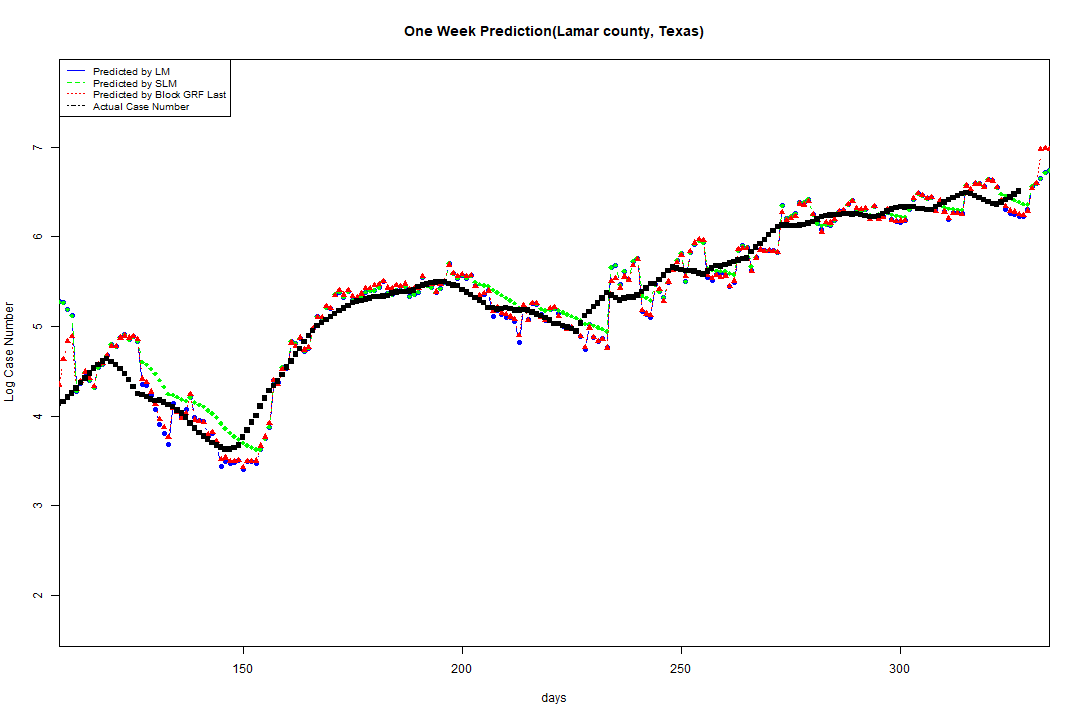 One Week Prediction(Lamar county, Texas)
Predicted by LM
Predicted by SLM
Predicted by Block GRF Last
Actual Case Number
7
6
5
4
3
2
Log Case Number
150 200 250 300
days